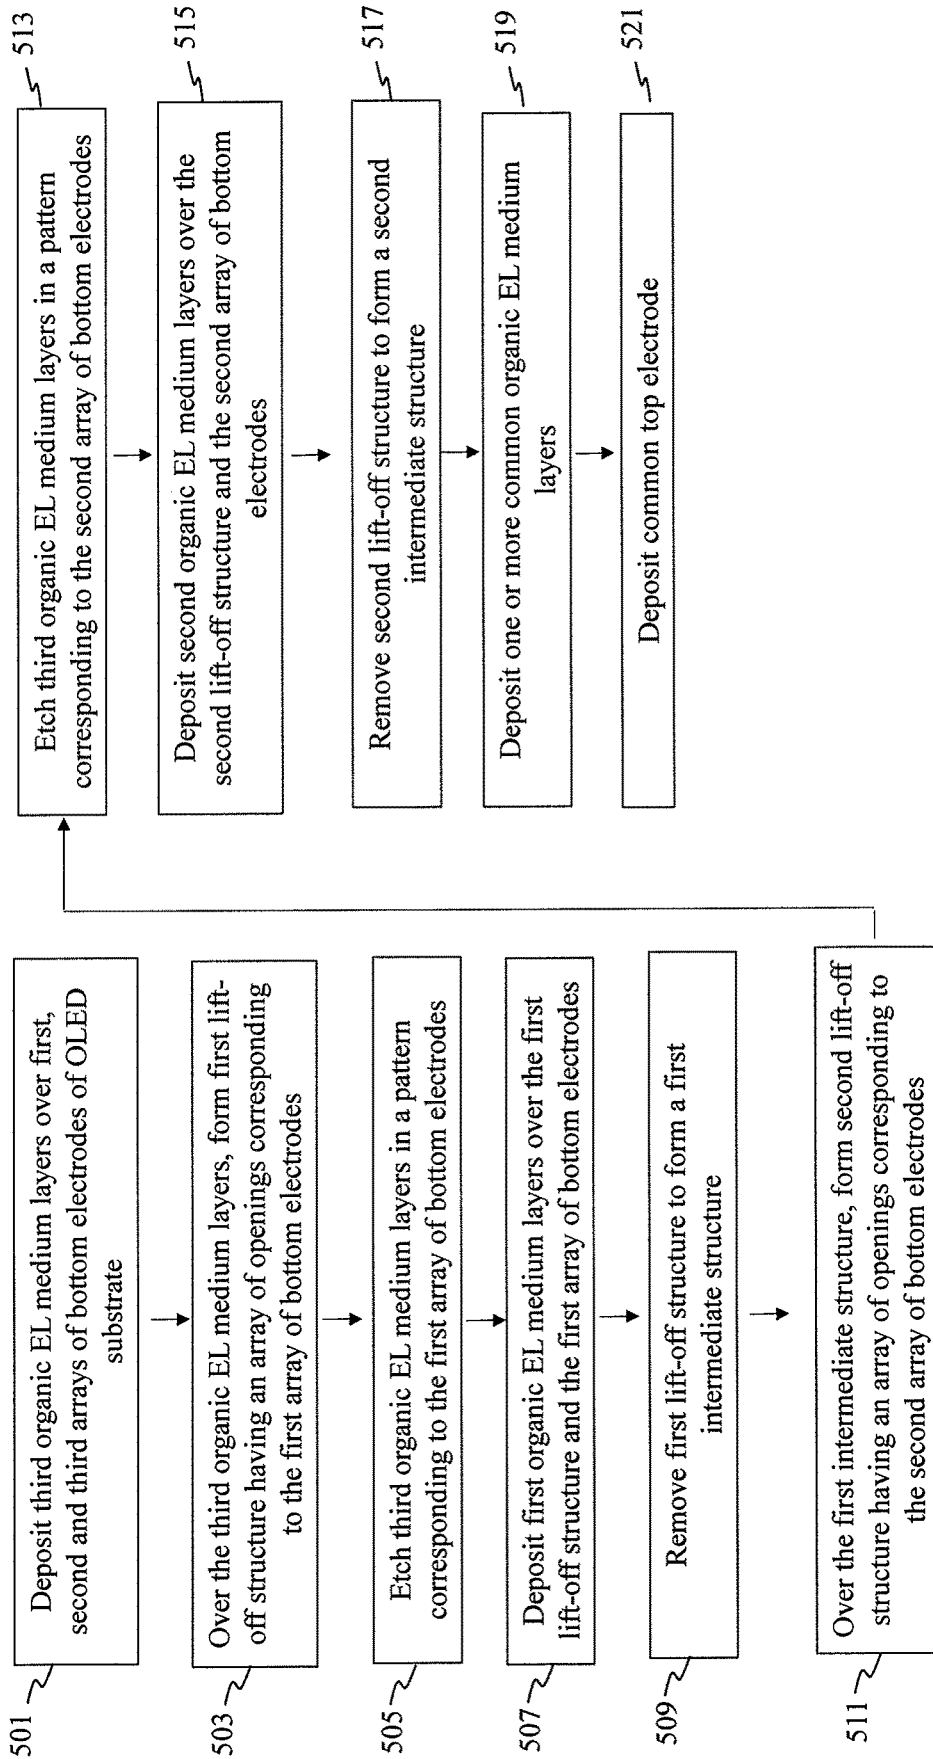 501
Deposit third organic EL medium layers over first,
second and third arrays of bottom electrodes of OLED
substrate
503
Over the third organic EL medium layers, form first lift-
off structure having an array of openings corresponding
to the first array of bottom electrodes
505
Etch third organic EL medium layers in a pattern
corresponding to the first array of bottom electrodes
507
Deposit first organic EL medium layers over the first
lift-off structure and the first array of bottom electrodes
509
Remove first lift-off structure to form a first
intermediate structure
511
Over the first intermediate structure, form second lift-off
structure having an array of openings corresponding to
the second array of bottom electrodes
513
Etch third organic EL medium layers in a pattern
corresponding to the second array of bottom electrodes
515
Deposit second organic EL medium layers over the
second lift-off structure and the second array of bottom
electrodes
517
Remove second lift-off structure to form a second
intermediate structure
519
Deposit one or more common organic EL medium
layers
521
Deposit common top electrode